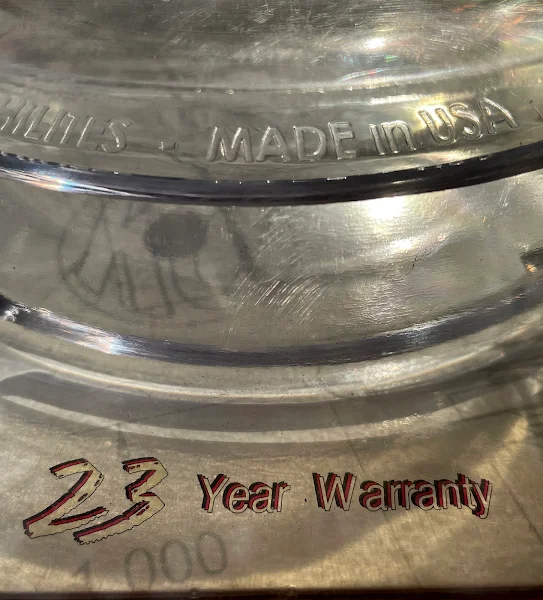 MADE in USA
23 Year Warranty
1,000